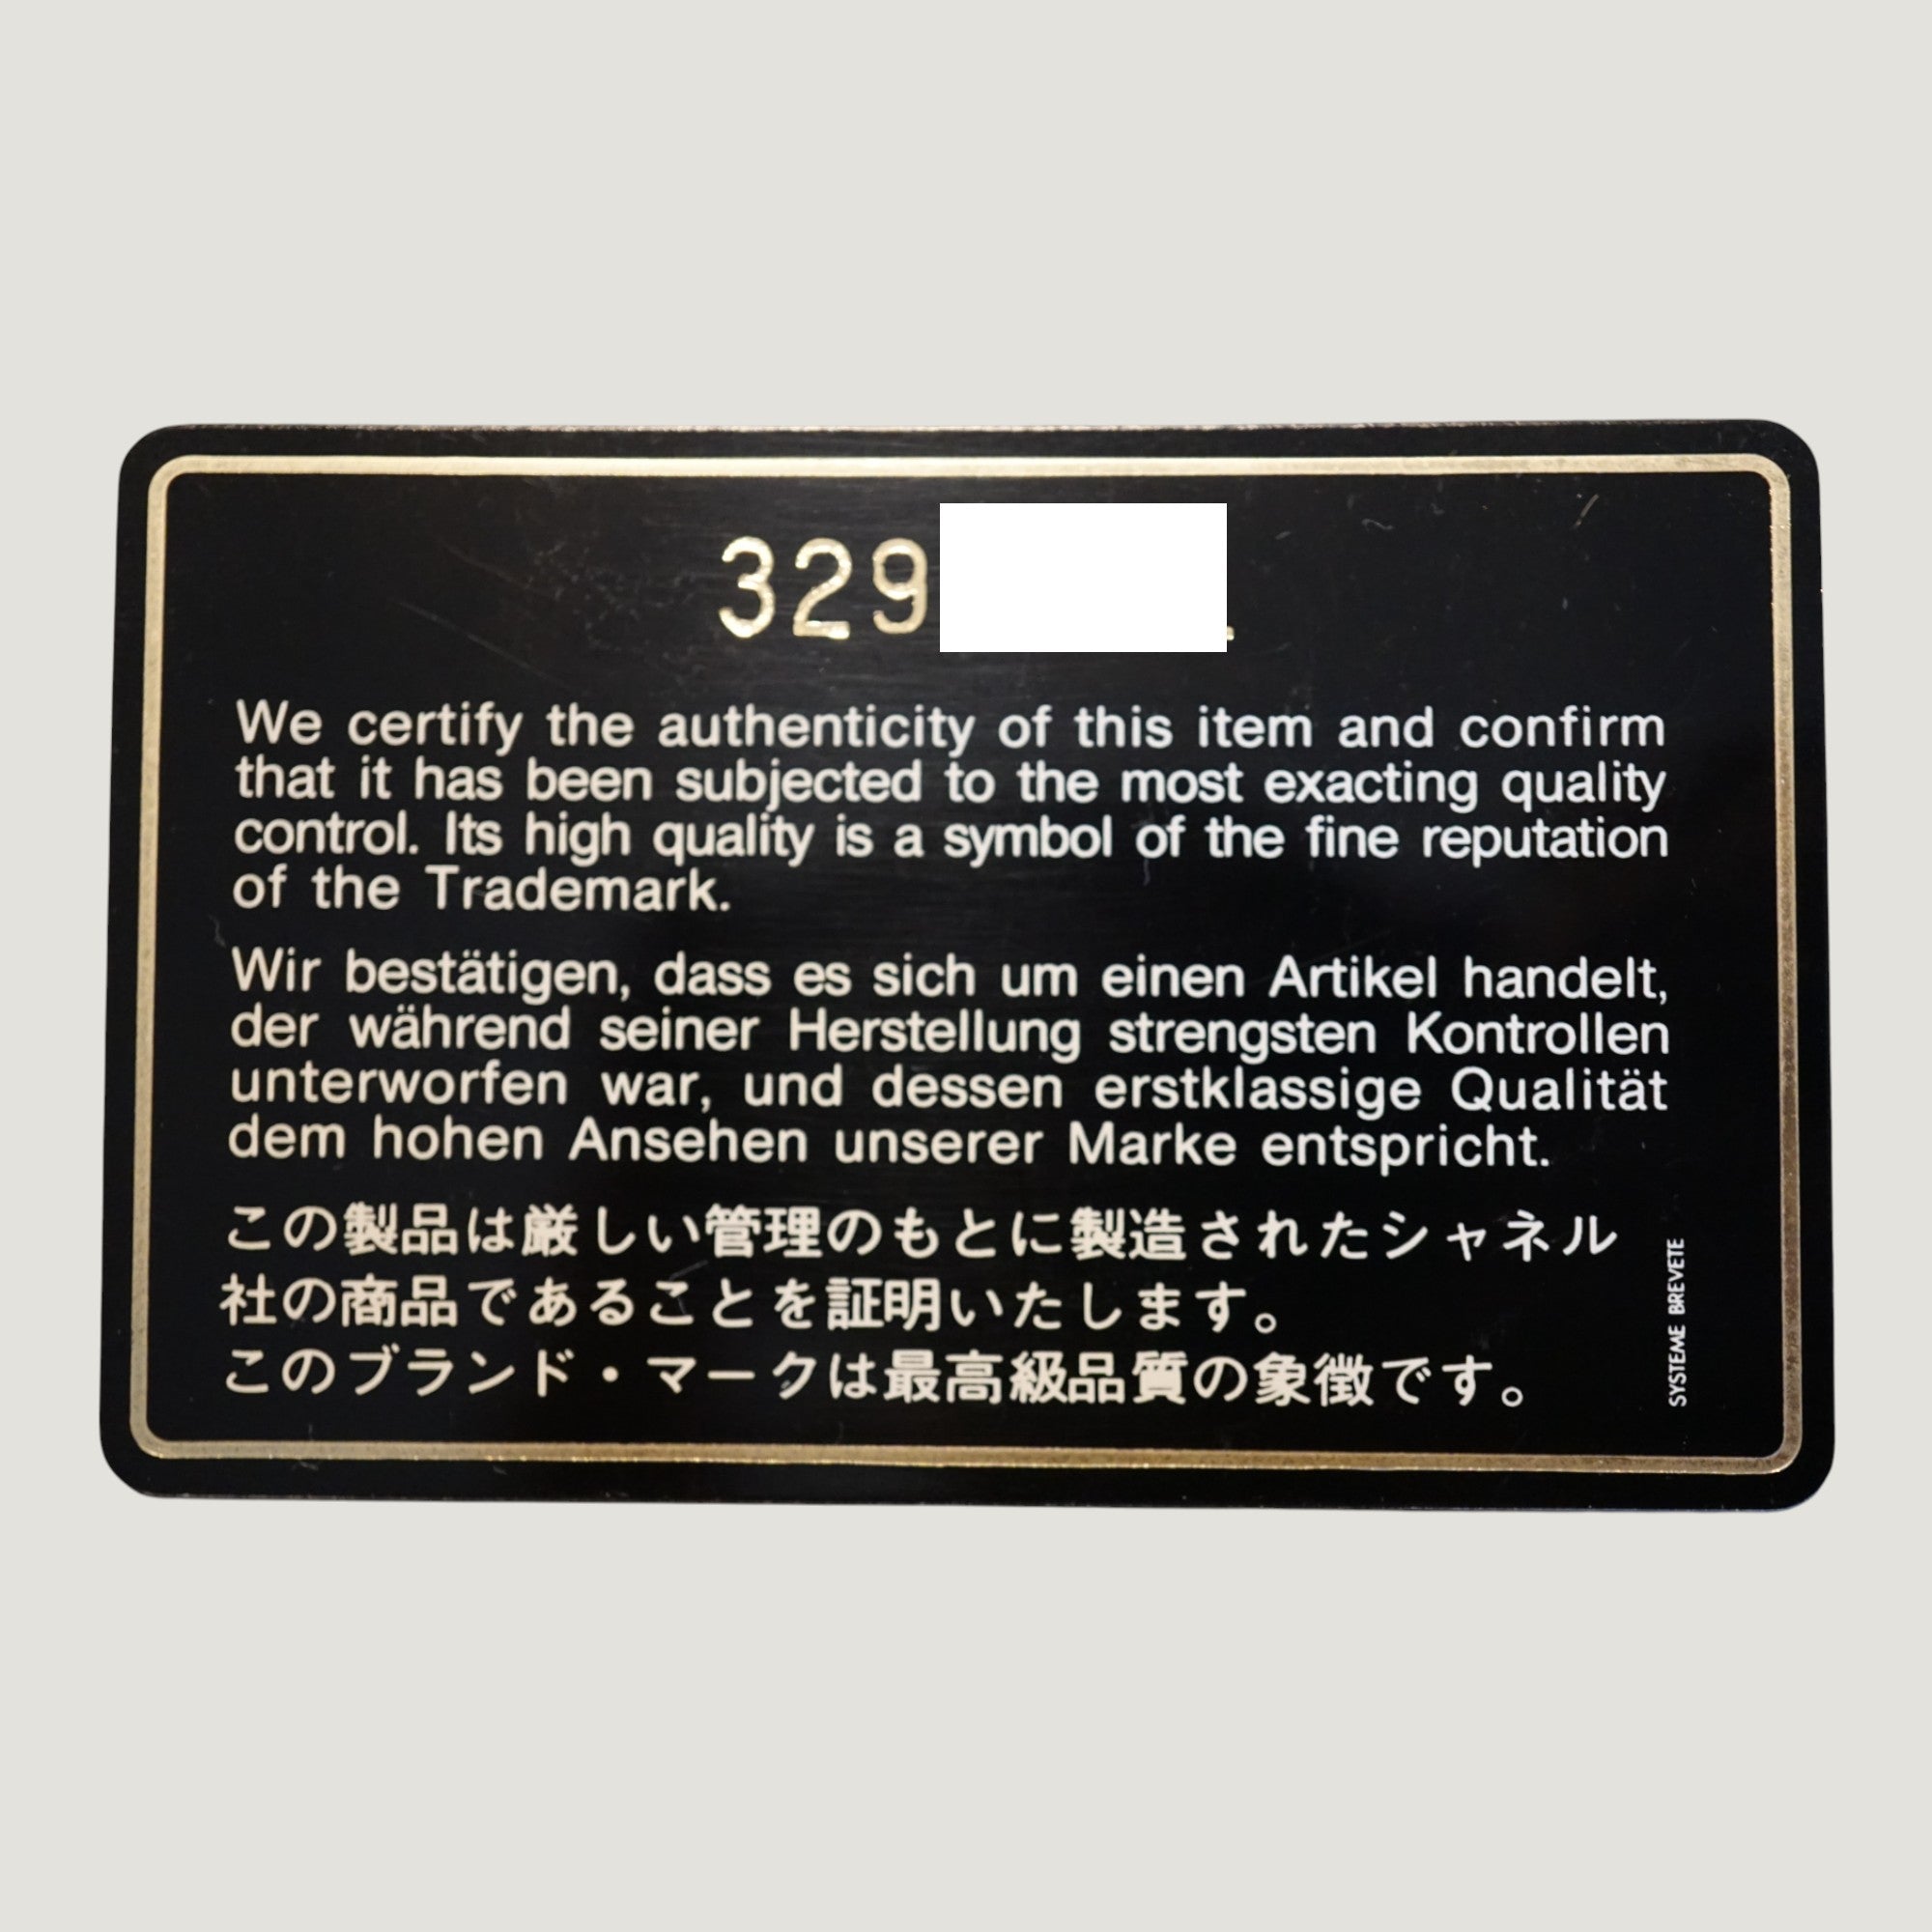 329
We certify the authenticity of this item and confirm
that it has been subjected to the most exacting quality
control. Its high quality is a symbol of the fine reputation
of the Trademark.
Wir bestätigen, dass es sich um einen Artikel handelt,
der während seiner Herstellung strengsten Kontrollen
unterworfen war, und dessen erstklassige Qualität
dem hohen Ansehen unserer Marke entspricht.
この製品は厳しい管理のもとに製造されたシャネル
社の商品であることを証明いたします。
このブランド・マークは最高級品質の象徴です。
SYSTEME BREVETE